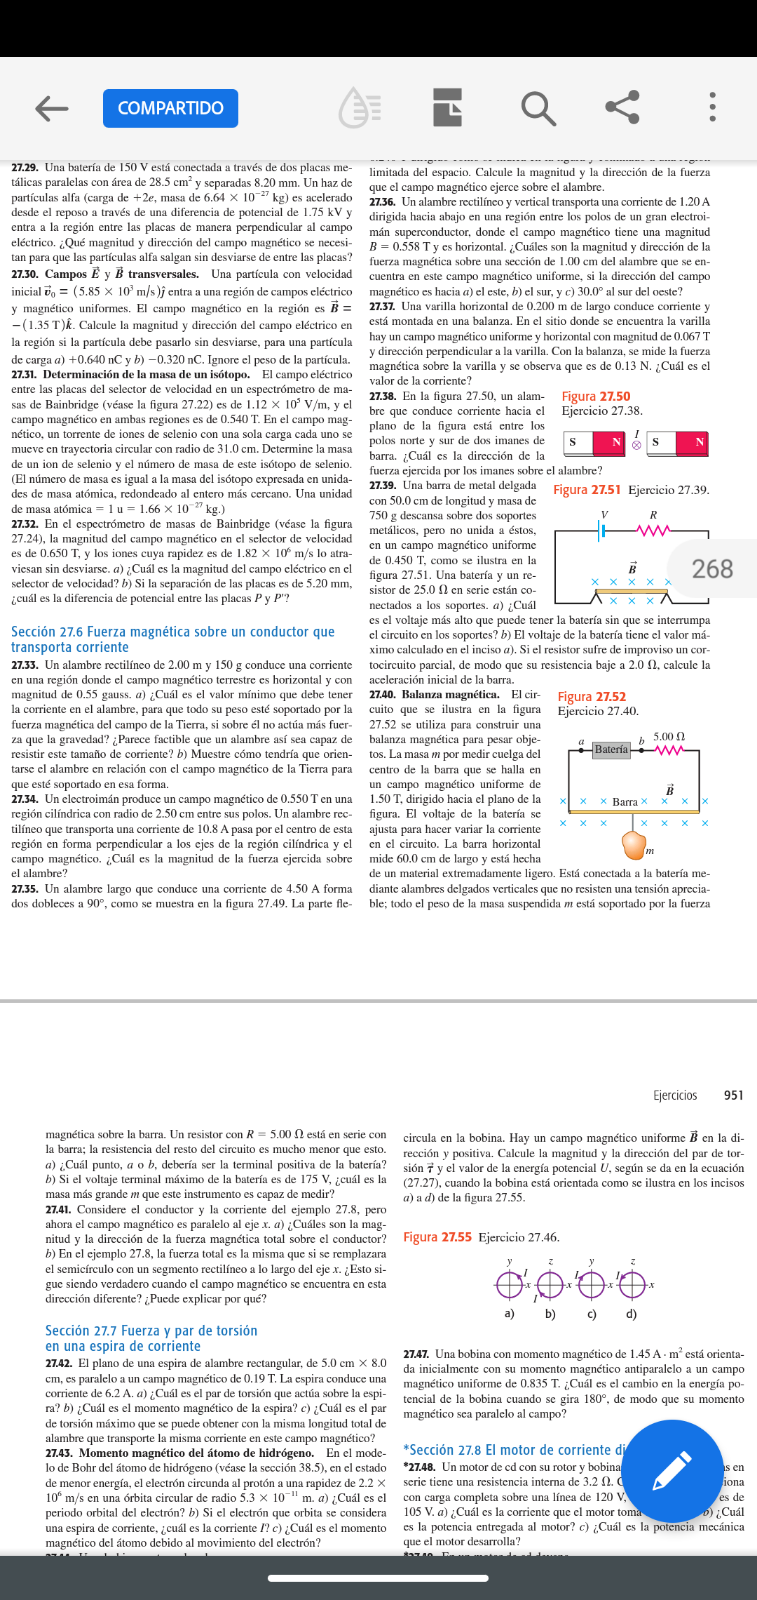 COMPARTIDO
27.29. Una batería de 150 V está conectada a través de dos placas me-
tálicas paralelas con área de 28.5 cm² y separadas 8.20 mm. Un haz de
partículas alfa (carga de +2e, masa de 6.64 × 10⁻²⁷ kg) es acelerado
desde el reposo a través de una diferencia de potencial de 1.75 kV y
entra a la región entre las placas de manera perpendicular al campo
eléctrico. ¿Qué magnitud y dirección del campo magnético se necesi-
tan para que las partículas alfa salgan sin desviarse de entre las placas?
27.30. Campos E⃗ y B⃗ transversales. Una partícula con velocidad
inicial v⃗₀ = (5.85 × 10³ m/s)ĵ entra a una región de campos eléctrico
y magnético uniformes. El campo magnético en la región es B⃗ =
−(1.35 T)k̂. Calcule la magnitud y dirección del campo eléctrico en
la región si la partícula debe pasarlo sin desviarse, para una partícula
de carga a) +0.640 nC y b) −0.320 nC. Ignore el peso de la partícula.
27.31. Determinación de la masa de un isótopo. El campo eléctrico
entre las placas del selector de velocidad en un espectrómetro de ma-
sas de Bainbridge (véase la figura 27.22) es de 1.12 × 10⁵ V/m, y el
campo magnético en ambas regiones es de 0.540 T. En el campo mag-
nético, un torrente de iones de selenio con una sola carga cada uno se
mueve en trayectoria circular con radio de 31.0 cm. Determine la masa
de un ion de selenio y el número de masa de este isótopo de selenio.
(El número de masa es igual a la masa del isótopo expresada en unida-
des de masa atómica, redondeado al entero más cercano. Una unidad
de masa atómica = 1 u = 1.66 × 10⁻²⁷ kg.)
27.32. En el espectrómetro de masas de Bainbridge (véase la figura
27.24), la magnitud del campo magnético en el selector de velocidad
es de 0.650 T, y los iones cuya rapidez es de 1.82 × 10⁶ m/s lo atra-
viesan sin desviarse. a) ¿Cuál es la magnitud del campo eléctrico en el
selector de velocidad? b) Si la separación de las placas es de 5.20 mm,
¿cuál es la diferencia de potencial entre las placas P y P'?
Sección 27.6 Fuerza magnética sobre un conductor que
transporta corriente
27.33. Un alambre rectilíneo de 2.00 m y 150 g conduce una corriente
en una región donde el campo magnético terrestre es horizontal y con
magnitud de 0.55 gauss. a) ¿Cuál es el valor mínimo que debe tener
la corriente en el alambre, para que todo su peso esté soportado por la
fuerza magnética del campo de la Tierra, si sobre él no actúa más fuer-
za que la gravedad? ¿Parece factible que un alambre así sea capaz de
resistir este tamaño de corriente? b) Muestre cómo tendría que orien-
tarse el alambre en relación con el campo magnético de la Tierra para
que esté soportado en esa forma.
27.34. Un electroimán produce un campo magnético de 0.550 T en una
región cilíndrica con radio de 2.50 cm entre sus polos. Un alambre rec-
tilíneo que transporta una corriente de 10.8 A pasa por el centro de esta
región en forma perpendicular a los ejes de la región cilíndrica y el
campo magnético. ¿Cuál es la magnitud de la fuerza ejercida sobre
el alambre?
27.35. Un alambre largo que conduce una corriente de 4.50 A forma
dos dobleces a 90°, como se muestra en la figura 27.49. La parte fle-
limitada del espacio. Calcule la magnitud y la dirección de la fuerza
que el campo magnético ejerce sobre el alambre.
27.36. Un alambre rectilíneo y vertical transporta una corriente de 1.20 A
dirigida hacia abajo en una región entre los polos de un gran electroi-
mán superconductor, donde el campo magnético tiene una magnitud
B = 0.558 T y es horizontal. ¿Cuáles son la magnitud y dirección de la
fuerza magnética sobre una sección de 1.00 cm del alambre que se en-
cuentra en este campo magnético uniforme, si la dirección del campo
magnético es hacia a) el este, b) el sur, y c) 30.0° al sur del oeste?
27.37. Una varilla horizontal de 0.200 m de largo conduce corriente y
está montada en una balanza. En el sitio donde se encuentra la varilla
hay un campo magnético uniforme y horizontal con magnitud de 0.067 T
y dirección perpendicular a la varilla. Con la balanza, se mide la fuerza
magnética sobre la varilla y se observa que es de 0.13 N. ¿Cuál es el
valor de la corriente?
27.38. En la figura 27.50, un alam-
bre que conduce corriente hacia el
plano de la figura está entre los
polos norte y sur de dos imanes de
barra. ¿Cuál es la dirección de la
fuerza ejercida por los imanes sobre el alambre?
Figura 27.50
Ejercicio 27.38.
S N I S N
27.39. Una barra de metal delgada
con 50.0 cm de longitud y masa de
750 g descansa sobre dos soportes
metálicos, pero no unida a éstos,
en un campo magnético uniforme
de 0.450 T, como se ilustra en la
figura 27.51. Una batería y un re-
sistor de 25.0 Ω en serie están co-
nectados a los soportes. a) ¿Cuál
es el voltaje más alto que puede tener la batería sin que se interrumpa
el circuito en los soportes? b) El voltaje de la batería tiene el valor má-
ximo calculado en el inciso a). Si el resistor sufre de improviso un cor-
tocircuito parcial, de modo que su resistencia baje a 2.0 Ω, calcule la
aceleración inicial de la barra.
Figura 27.51 Ejercicio 27.39.
V R
B⃗
268
27.40. Balanza magnética. El cir-
cuito que se ilustra en la figura
27.52 se utiliza para construir una
balanza magnética para pesar obje-
tos. La masa m por medir cuelga del
centro de la barra que se halla en
un campo magnético uniforme de
1.50 T, dirigido hacia el plano de la
figura. El voltaje de la batería se
ajusta para hacer variar la corriente
en el circuito. La barra horizontal
mide 60.0 cm de largo y está hecha
de un material extremadamente ligero. Está conectada a la batería me-
diante alambres delgados verticales que no resisten una tensión aprecia-
ble; todo el peso de la masa suspendida m está soportado por la fuerza
Figura 27.52
Ejercicio 27.40.
a Batería b 5.00 Ω
B⃗
Barra
m
Ejercicios 951
magnética sobre la barra. Un resistor con R = 5.00 Ω está en serie con
la barra; la resistencia del resto del circuito es mucho menor que esto.
a) ¿Cuál punto, a o b, debería ser la terminal positiva de la batería?
b) Si el voltaje terminal máximo de la batería es de 175 V, ¿cuál es la
masa más grande m que este instrumento es capaz de medir?
27.41. Considere el conductor y la corriente del ejemplo 27.8, pero
ahora el campo magnético es paralelo al eje x. a) ¿Cuáles son la mag-
nitud y la dirección de la fuerza magnética total sobre el conductor?
b) En el ejemplo 27.8, la fuerza total es la misma que si se remplazara
el semicírculo con un segmento rectilíneo a lo largo del eje x. ¿Esto si-
gue siendo verdadero cuando el campo magnético se encuentra en esta
dirección diferente? ¿Puede explicar por qué?
Sección 27.7 Fuerza y par de torsión
en una espira de corriente
27.42. El plano de una espira de alambre rectangular, de 5.0 cm × 8.0
cm, es paralelo a un campo magnético de 0.19 T. La espira conduce una
corriente de 6.2 A. a) ¿Cuál es el par de torsión que actúa sobre la espi-
ra? b) ¿Cuál es el momento magnético de la espira? c) ¿Cuál es el par
de torsión máximo que se puede obtener con la misma longitud total de
alambre que transporte la misma corriente en este campo magnético?
27.43. Momento magnético del átomo de hidrógeno. En el mode-
lo de Bohr del átomo de hidrógeno (véase la sección 38.5), en el estado
de menor energía, el electrón circunda al protón a una rapidez de 2.2 ×
10⁶ m/s en una órbita circular de radio 5.3 × 10⁻¹¹ m. a) ¿Cuál es el
periodo orbital del electrón? b) Si el electrón que orbita se considera
una espira de corriente, ¿cuál es la corriente I? c) ¿Cuál es el momento
magnético del átomo debido al movimiento del electrón?
circula en la bobina. Hay un campo magnético uniforme B⃗ en la di-
rección y positiva. Calcule la magnitud y la dirección del par de tor-
sión τ⃗ y el valor de la energía potencial U, según se da en la ecuación
(27.27), cuando la bobina está orientada como se ilustra en los incisos
a) a d) de la figura 27.55.
Figura 27.55 Ejercicio 27.46.
y z y z
I I I I
x x x x
a) b) c) d)
27.47. Una bobina con momento magnético de 1.45 A · m² está orienta-
da inicialmente con su momento magnético antiparalelo a un campo
magnético uniforme de 0.835 T. ¿Cuál es el cambio en la energía po-
tencial de la bobina cuando se gira 180°, de modo que su momento
magnético sea paralelo al campo?
*Sección 27.8 El motor de corriente di
*27.48. Un motor de cd con su rotor y bobina as en
serie tiene una resistencia interna de 3.2 Ω. C iona
con carga completa sobre una línea de 120 V, es de
105 V. a) ¿Cuál es la corriente que el motor toma b) ¿Cuál
es la potencia entregada al motor? c) ¿Cuál es la potencia mecánica
que el motor desarrolla?